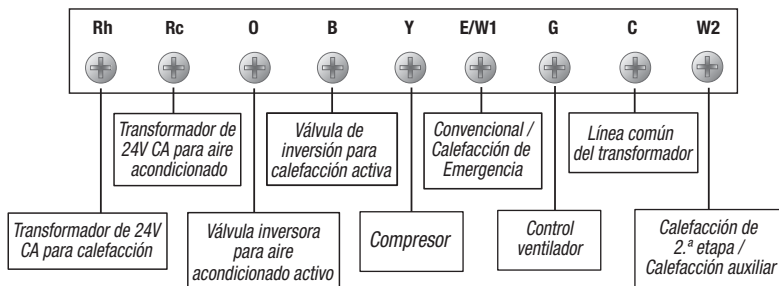 Rh Rc O B Y E/W1 G C W2
Transformador de
24V CA para aire
acondicionado
Válvula de
inversión para
calefacción activa
Convencional /
Calefacción de
Emergencia
Línea común
del transformador
Transformador de 24V
CA para calefacción
Válvula inversora
para aire
acondicionado activo
Compresor
Control
ventilador
Calefacción de
2.ª etapa /
Calefacción auxiliar